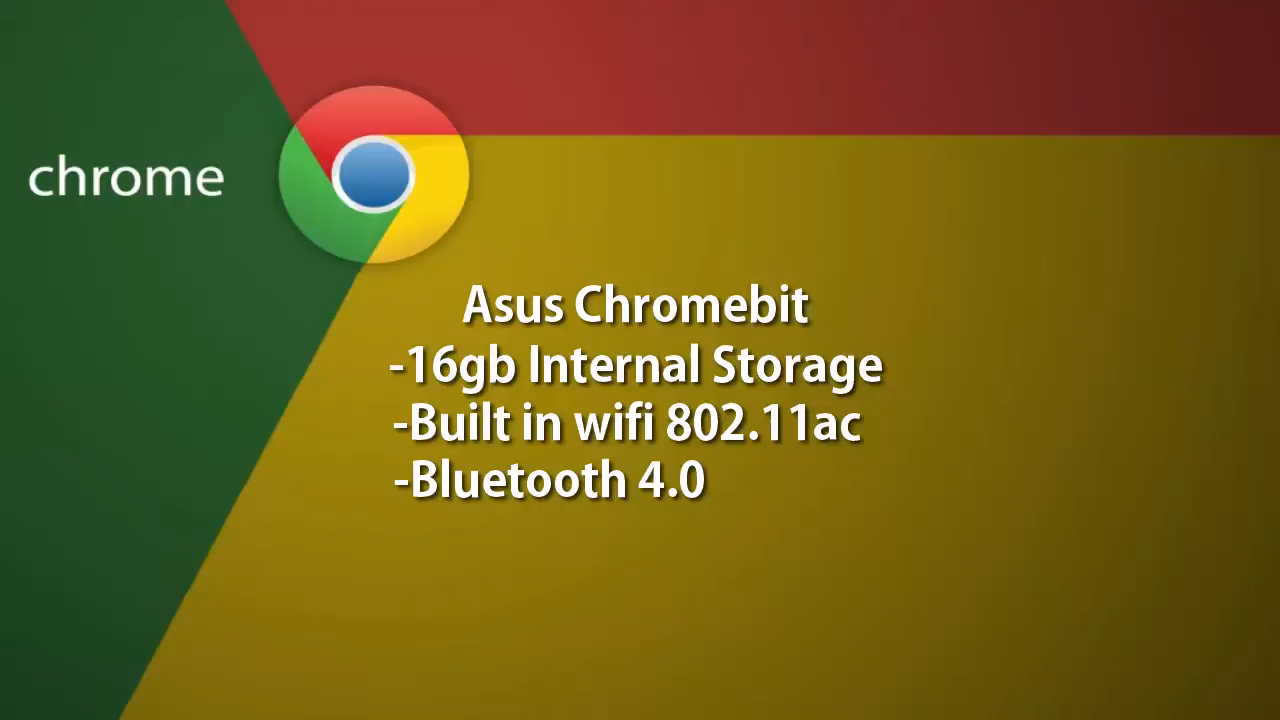 chrome
Asus Chromebit
-16gb Internal Storage
-Built in wifi 802.11ac
-Bluetooth 4.0